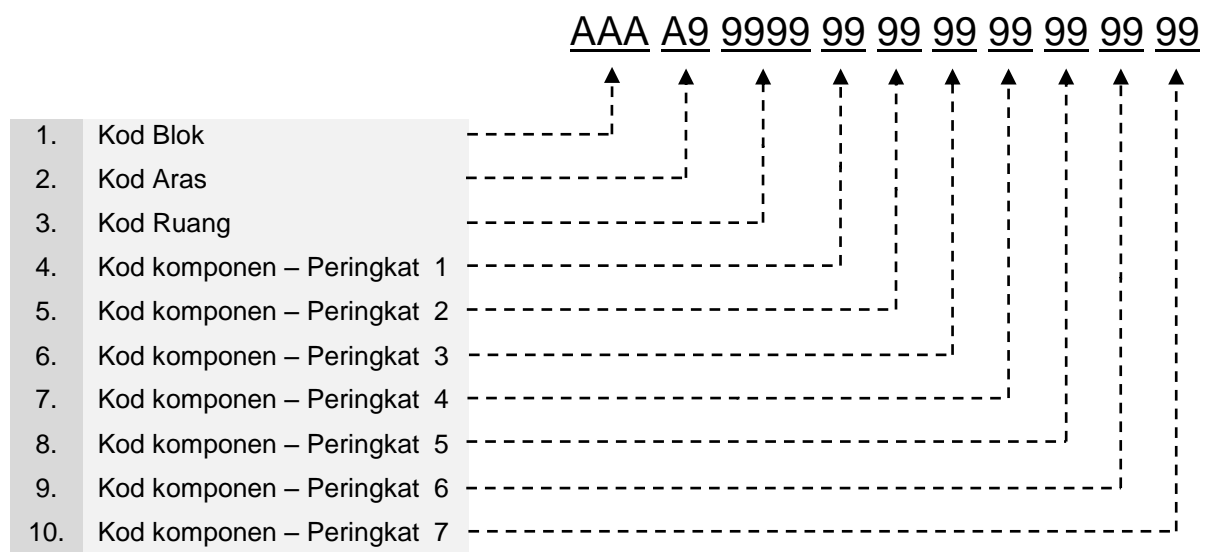 AAA A9 9999 99 99 99 99 99 99 99
1. Kod Blok
2. Kod Aras
3. Kod Ruang
4. Kod komponen – Peringkat 1
5. Kod komponen – Peringkat 2
6. Kod komponen – Peringkat 3
7. Kod komponen – Peringkat 4
8. Kod komponen – Peringkat 5
9. Kod komponen – Peringkat 6
10. Kod komponen – Peringkat 7